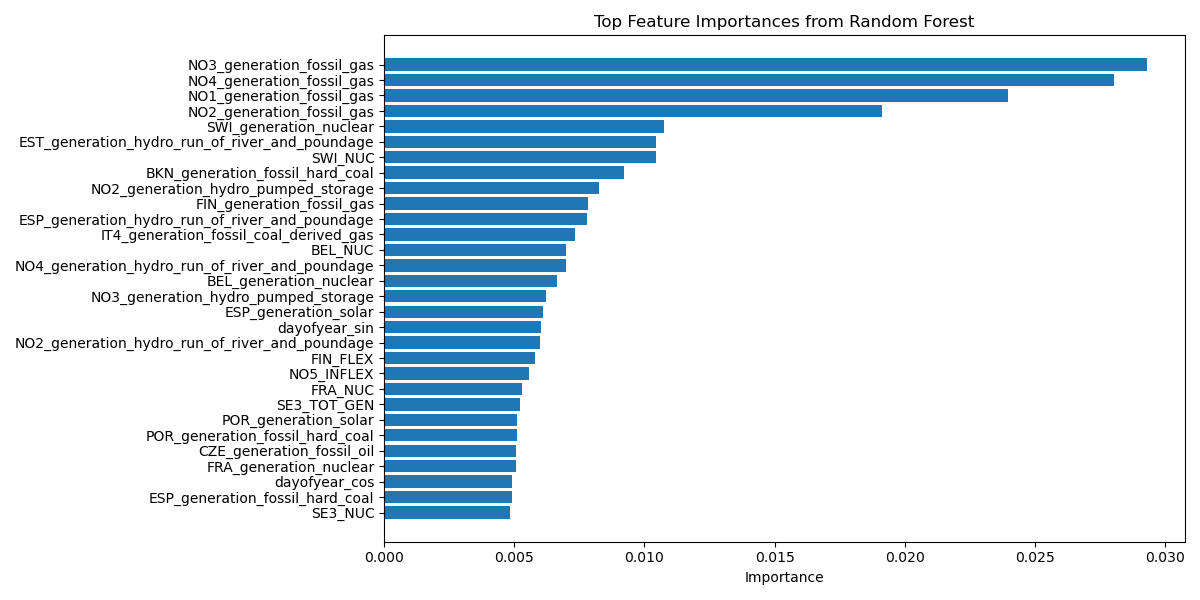 Top Feature Importances from Random Forest
NO3_generation_fossil_gas
NO4_generation_fossil_gas
NO1_generation_fossil_gas
NO2_generation_fossil_gas
SWI_generation_nuclear
EST_generation_hydro_run_of_river_and_poundage
SWI_NUC
BKN_generation_fossil_hard_coal
NO2_generation_hydro_pumped_storage
FIN_generation_fossil_gas
ESP_generation_hydro_run_of_river_and_poundage
IT4_generation_fossil_coal_derived_gas
BEL_NUC
NO4_generation_hydro_run_of_river_and_poundage
BEL_generation_nuclear
NO3_generation_hydro_pumped_storage
ESP_generation_solar
dayofyear_sin
NO2_generation_hydro_run_of_river_and_poundage
FIN_FLEX
NO5_INFLEX
FRA_NUC
SE3_TOT_GEN
POR_generation_solar
POR_generation_fossil_hard_coal
CZE_generation_fossil_oil
FRA_generation_nuclear
dayofyear_cos
ESP_generation_fossil_hard_coal
SE3_NUC
0.000 0.005 0.010 0.015 0.020 0.025 0.030
Importance